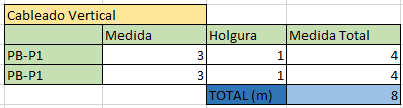 Cableado Vertical
Medida Holgura Medida Total
PB-P1 3 1 4
PB-P1 3 1 4
TOTAL (m) 8